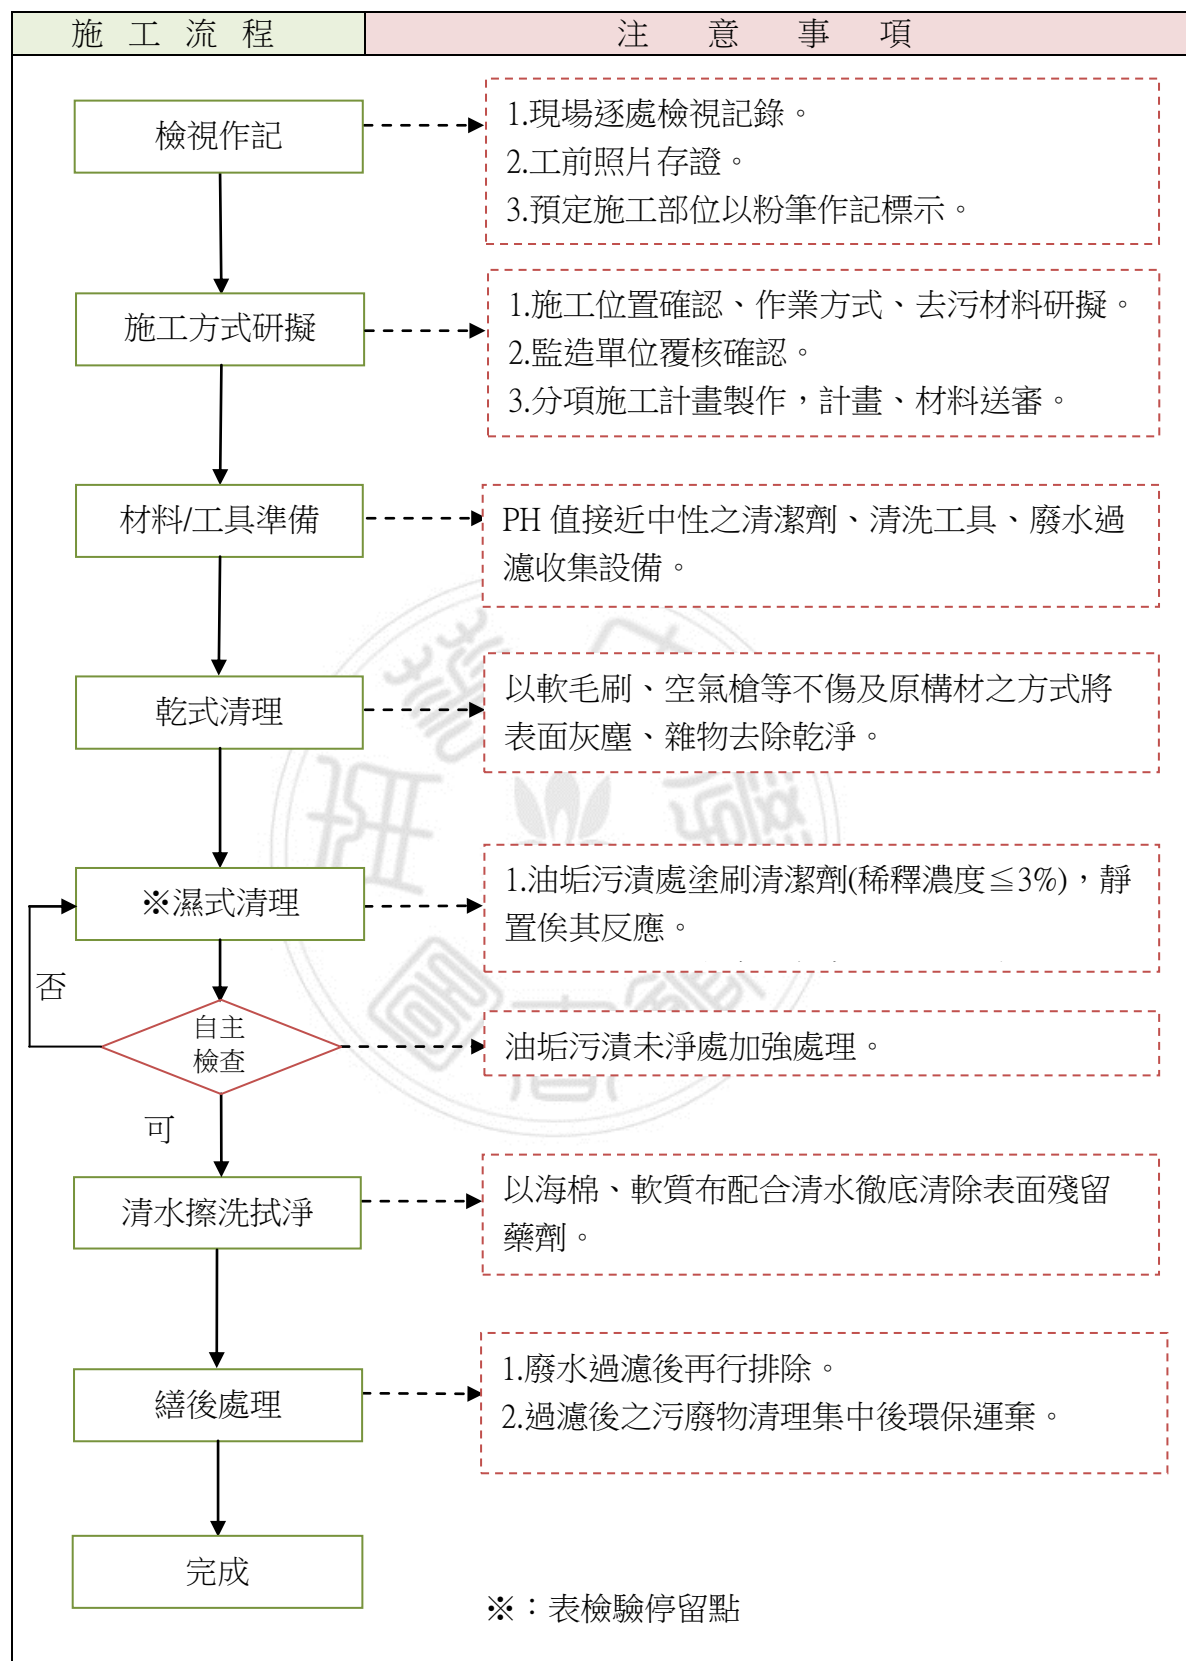 施 工 流 程
注 意 事 項
檢視作記
1.現場逐處檢視記錄。
2.工前照片存證。
3.預定施工部位以粉筆作記標示。
施工方式研擬
1.施工位置確認、作業方式、去污材料研擬。
2.監造單位覆核確認。
3.分項施工計畫製作，計畫、材料送審。
材料/工具準備
PH 值接近中性之清潔劑、清洗工具、廢水過
濾收集設備。
乾式清理
以軟毛刷、空氣槍等不傷及原構材之方式將
表面灰塵、雜物去除乾淨。
※濕式清理
1.油垢污漬處塗刷清潔劑(稀釋濃度≦3%)，靜
置俟其反應。
否
自主
檢查
油垢污漬未淨處加強處理。
可
清水擦洗拭淨
以海棉、軟質布配合清水徹底清除表面殘留
藥劑。
繕後處理
1.廢水過濾後再行排除。
2.過濾後之污廢物清理集中後環保運棄。
完成
※：表檢驗停留點